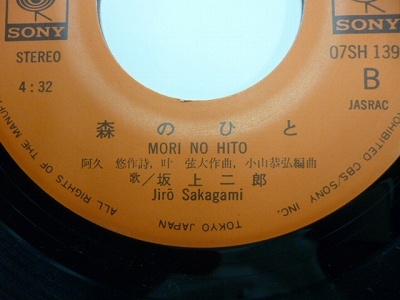 SONY
SONY
STEREO
07SH 139
4:32
B
JASRAC
森のひと
MORI NO HITO
阿久 悠作詩、叶 弦大作曲、小山恭弘編曲
歌/坂上二郎
Jirō Sakagami
ALL RIGHTS OF THE MANUF
TOKYO JAPAN
OHIBITED CBS/SONY INC.